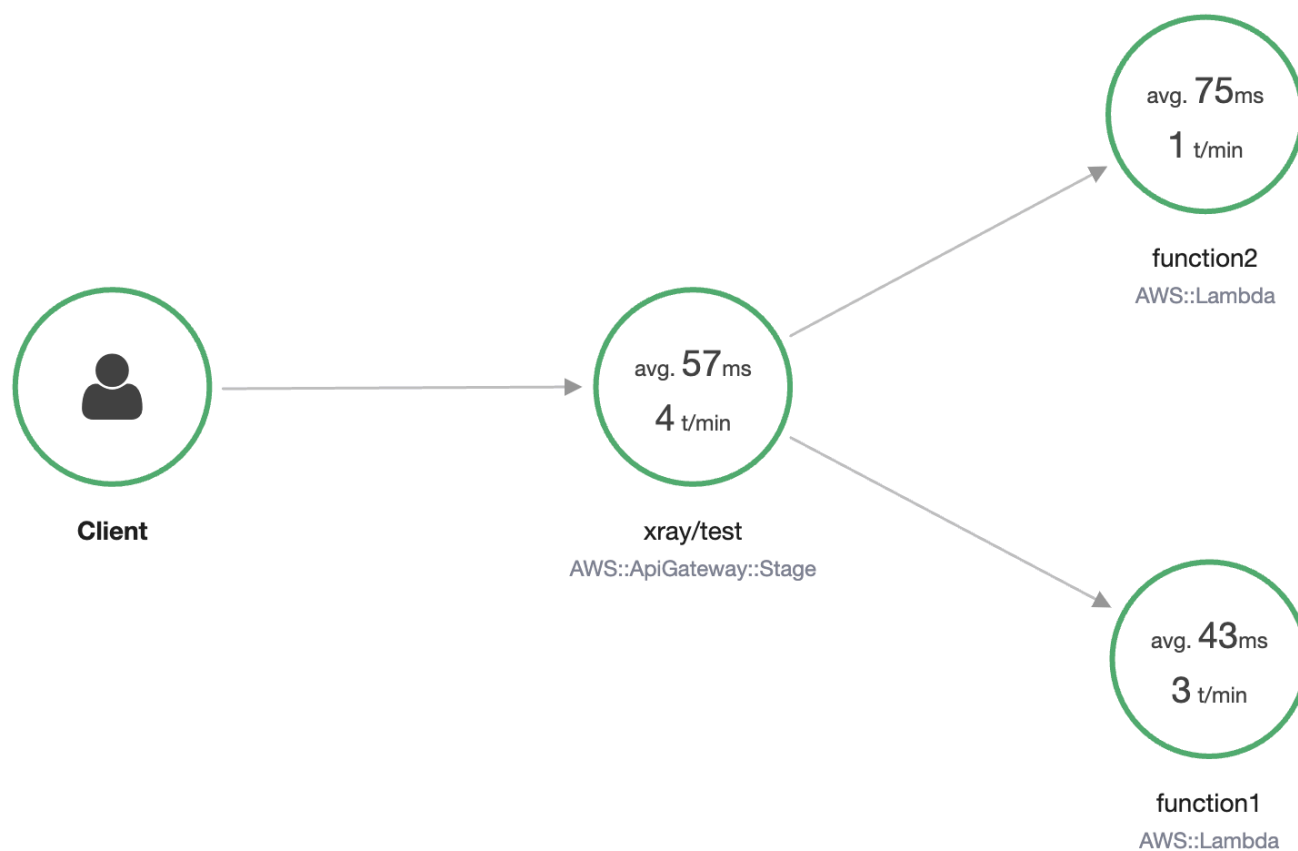 avg. 75ms
1 t/min
function2
AWS::Lambda
Client
avg. 57ms
4 t/min
xray/test
AWS::ApiGateway::Stage
avg. 43ms
3 t/min
function1
AWS::Lambda